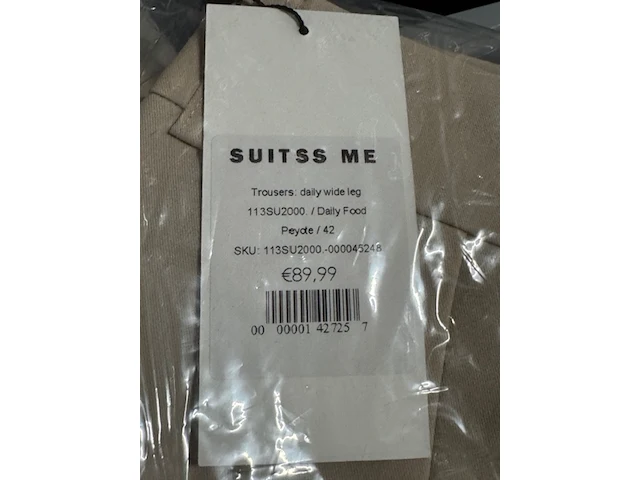 SUITSS ME
Trousers: daily wide leg
113SU2000. / Daily Food
Peyote / 42
SKU: 113SU2000.-000045248
€89,99
00 00001 42725 7